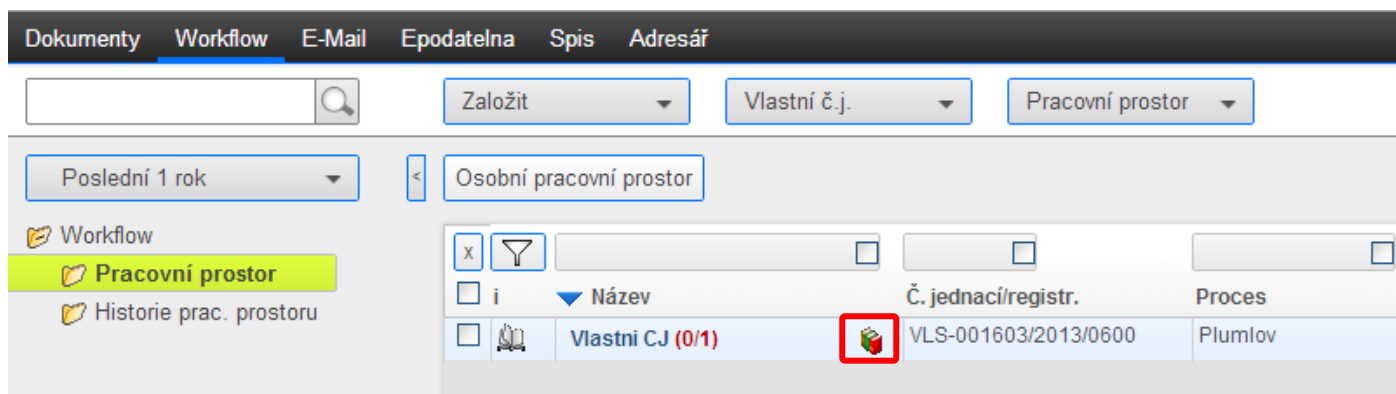 Dokumenty Workflow E-Mail Epodatelna Spis Adresář
Založit Vlastní č.j. Pracovní prostor
Poslední 1 rok < Osobní pracovní prostor
Workflow
Pracovní prostor
Historie prac. prostoru
x
i Název Č. jednací/registr. Proces
Vlastni CJ (0/1) VLS-001603/2013/0600 Plumlov